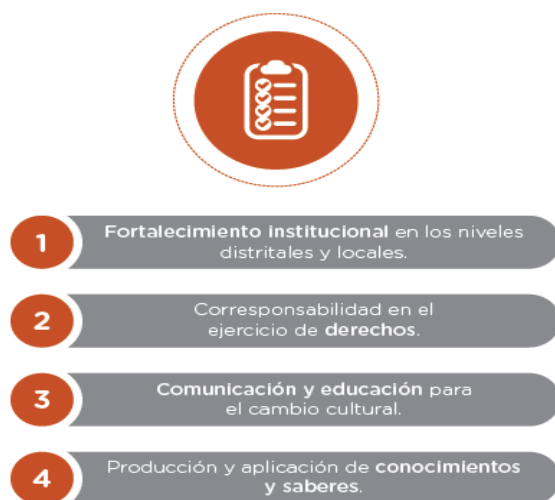 1
Fortalecimiento institucional en los niveles
distritales y locales.
2
Corresponsabilidad en el
ejercicio de derechos.
3
Comunicación y educación para
el cambio cultural.
4
Producción y aplicación de conocimientos
y saberes.